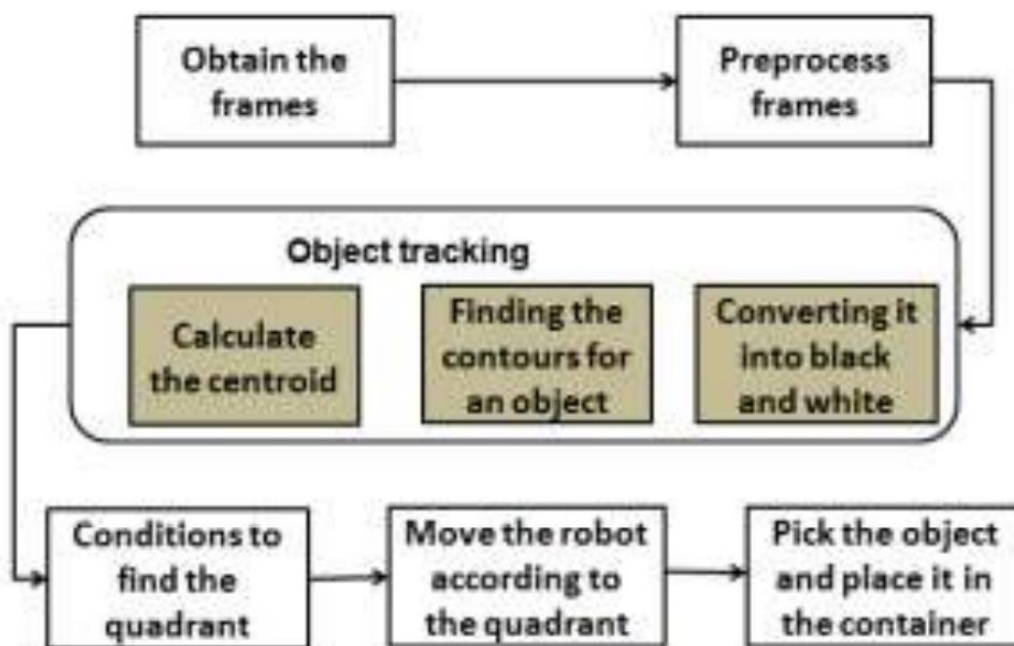 Obtain the
frames
Preprocess
frames
Object tracking
Calculate
the centroid
Finding the
contours for
an object
Converting it
into black
and white
Conditions to
find the
quadrant
Move the robot
according to
the quadrant
Pick the object
and place it in
the container